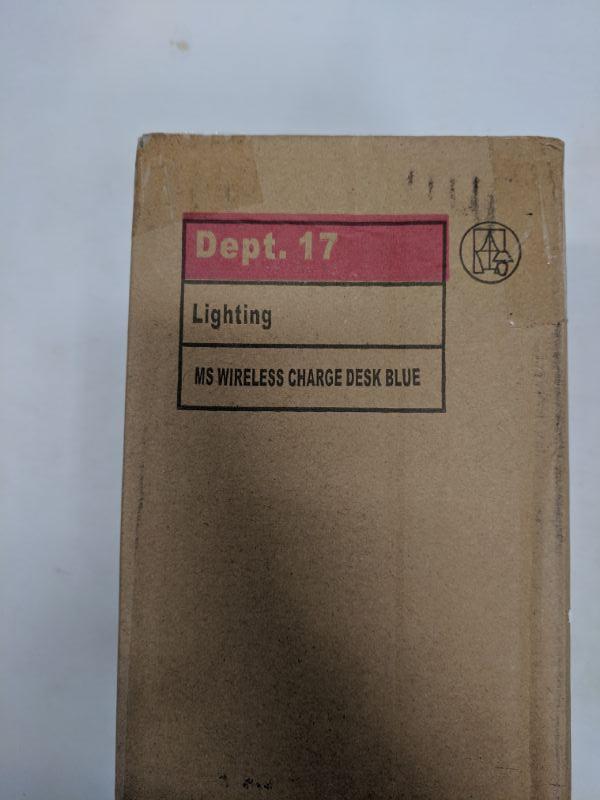 Dept. 17
Lighting
MS WIRELESS CHARGE DESK BLUE